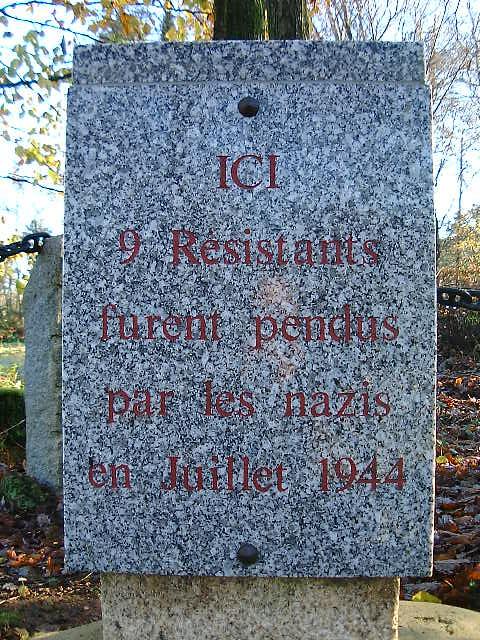 ICI
9 Résistants
furent pendus
par les nazis
en Juillet 1944